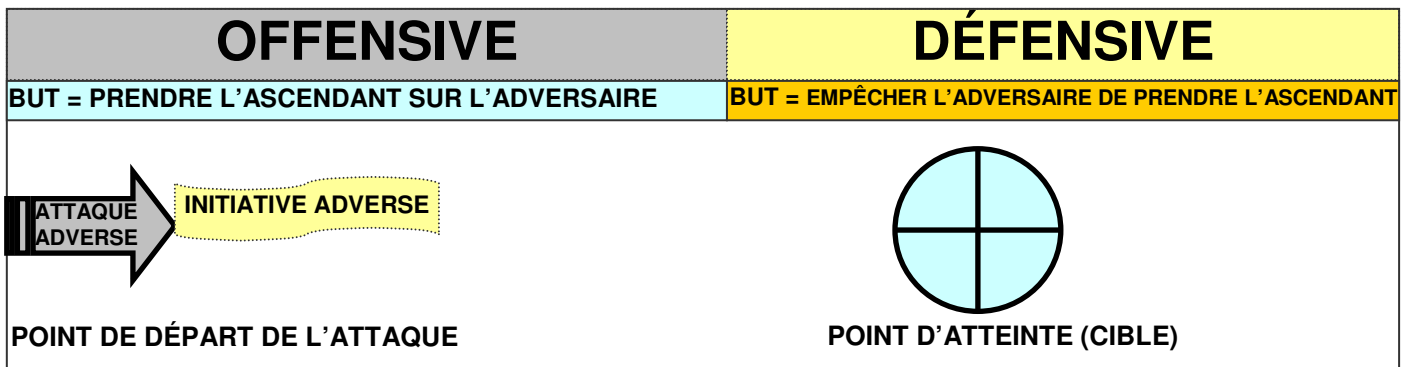 OFFENSIVE
DÉFENSIVE
BUT = PRENDRE L'ASCENDANT SUR L'ADVERSAIRE
BUT = EMPÊCHER L'ADVERSAIRE DE PRENDRE L'ASCENDANT
ATTAQUE
ADVERSE
INITIATIVE ADVERSE
POINT DE DÉPART DE L'ATTAQUE
POINT D'ATTEINTE (CIBLE)